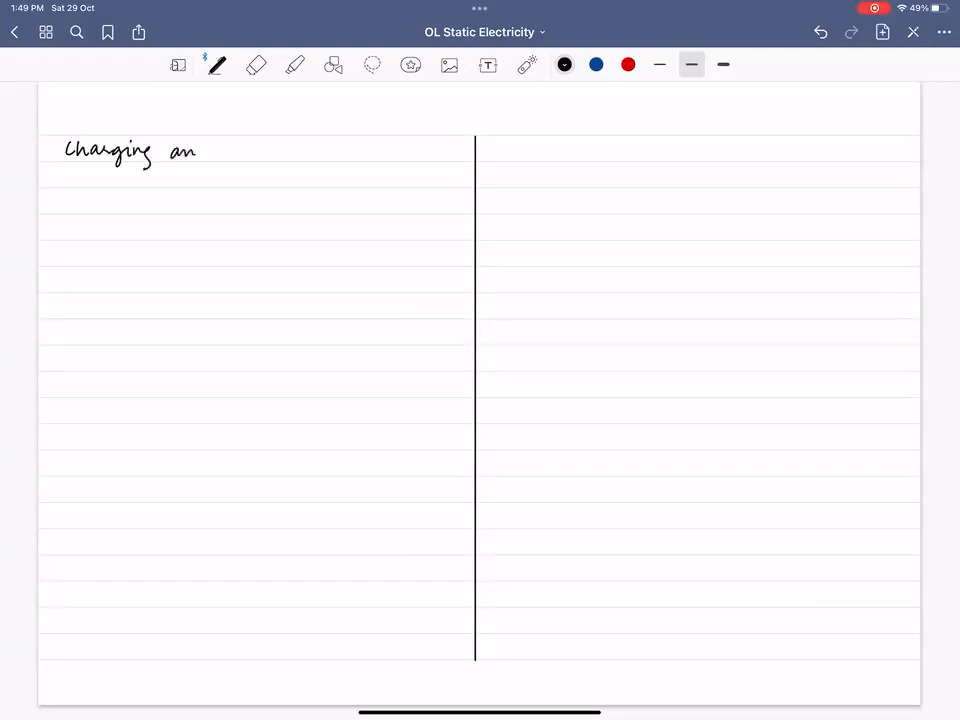 1:49 PM Sat 29 Oct
49%
OL Static Electricity
T
Charging an